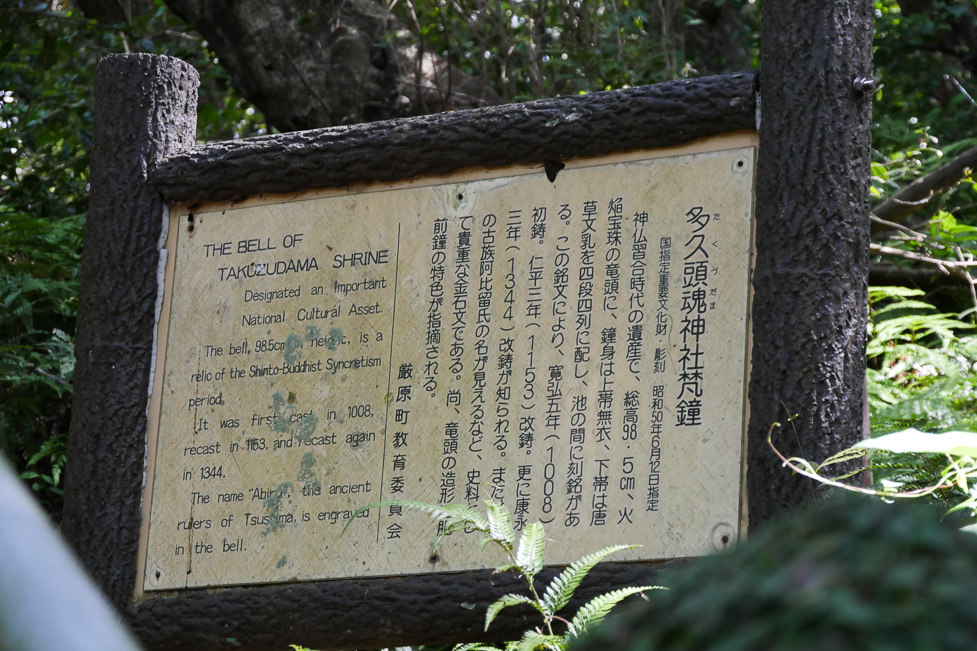 多久頭魂神社梵鐘
たくつだま
国指定重要文化財 彫刻 昭和50年6月12日指定
神仏習合時代の遺産で、総高98・5cm、火
焔宝珠の竜頭に、鐘身は上帯無衣、下帯は唐
草文乳を四段四列に配し、池の間に刻銘があ
る。この銘文により、寛弘五年(1008)
初鋳。仁平三年(1153)改鋳。更に康永
三年(1344)改鋳が知られる。また
の古族阿比留氏の名が見えるなど、史料
て貴重な金石文である。尚、竜頭の造形
前鐘の特色が指摘される。
厳原町教育委員会
THE BELL OF
TAKUZUDAMA SHRINE
Designated an Important
National Cultural Asset.
The bell, 98.5cm in height, is a
relic of the Shinto-Buddhist Syncretism
period.
It was first cast in 1008,
recast in 1153, and recast again
in 1344.
The name "Abiru", the ancient
rulers of Tsusima, is engraved
in the bell.